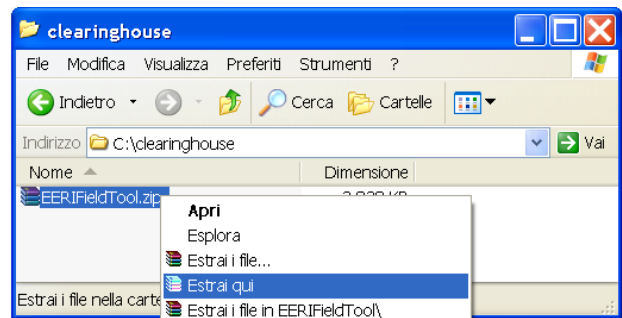 clearinghouse
File Modifica Visualizza Preferiti Strumenti ?
Indietro Cerca Cartelle
Indirizzo C:\clearinghouse Vai
Nome Dimensione
EERIFieldTool.zip
Apri
Esplora
Estrai i file...
Estrai qui
Estrai i file in EERIFieldTool\
Estrai i file nella carte